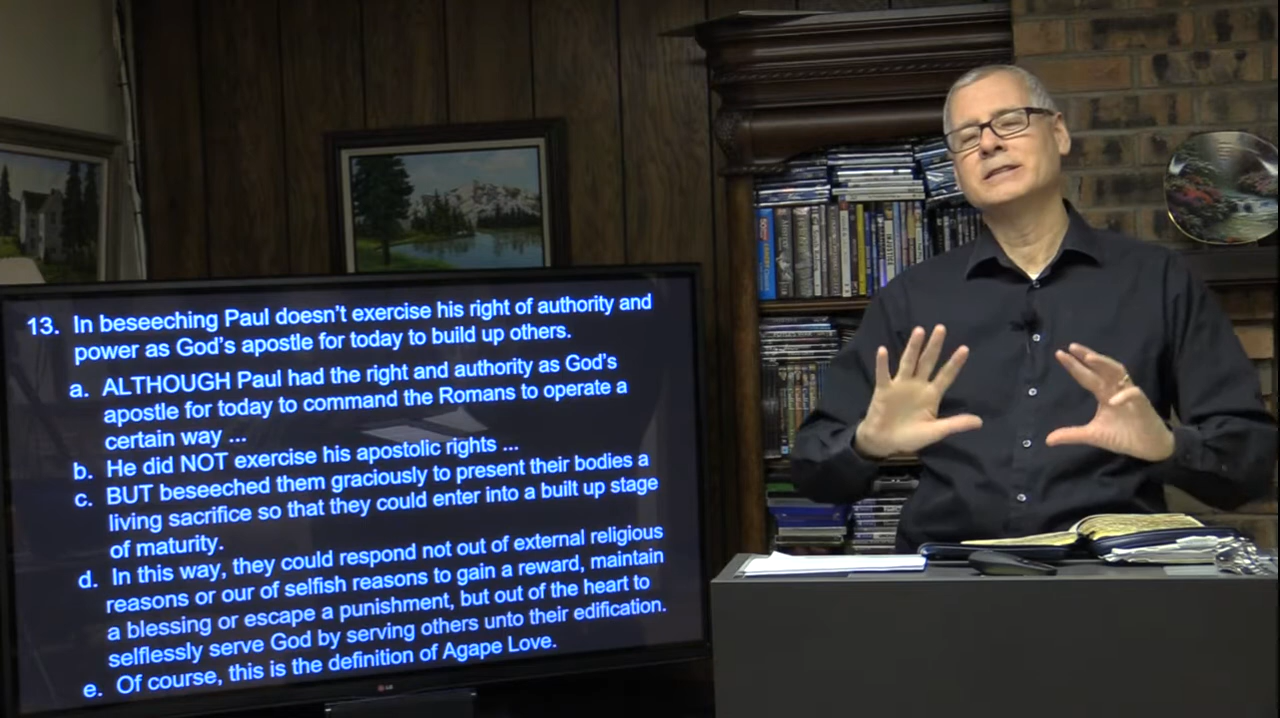 13. In beseeching Paul doesn't exercise his right of authority and
power as God's apostle for today to build up others.
a. ALTHOUGH Paul had the right and authority as God's
apostle for today to command the Romans to operate a
certain way ...
b. He did NOT exercise his apostolic rights ...
c. BUT beseeched them graciously to present their bodies a
living sacrifice so that they could enter into a built up stage
of maturity.
d. In this way, they could respond not out of external religious
reasons or our of selfish reasons to gain a reward, maintain
a blessing or escape a punishment, but out of the heart to
selflessly serve God by serving others unto their edification.
e. Of course, this is the definition of Agape Love.
LG